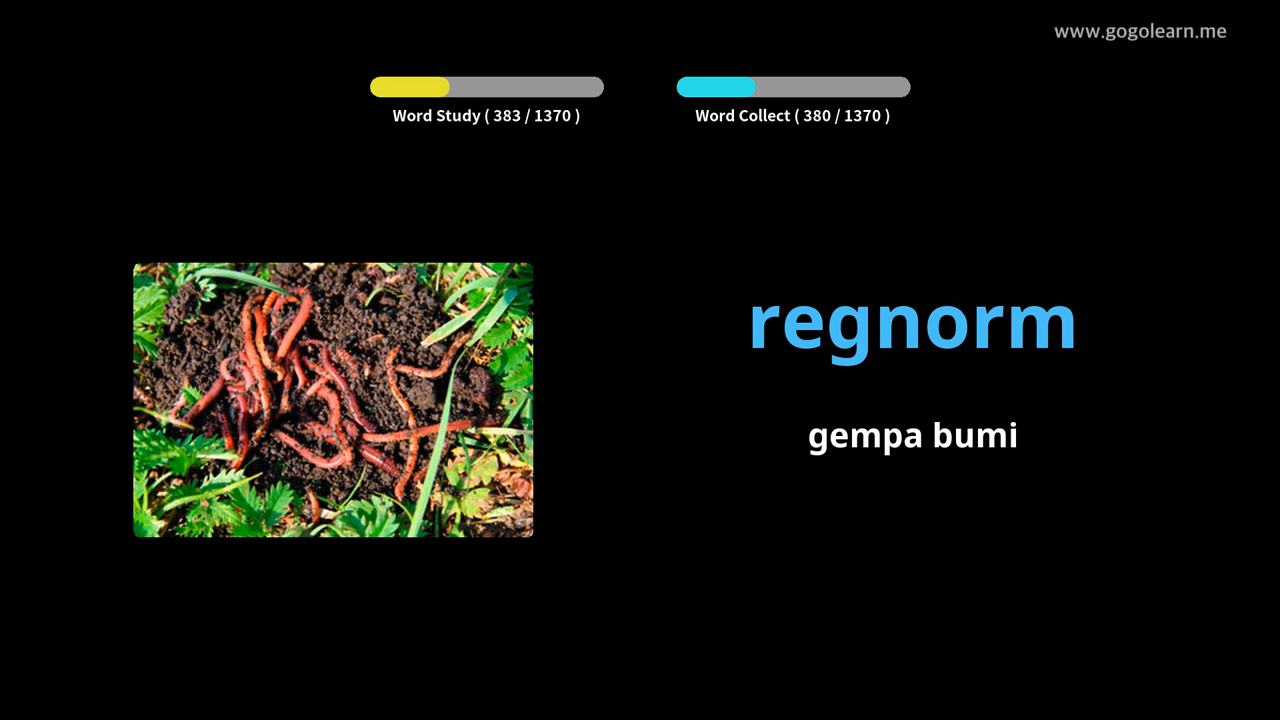 www.gogolearn.me
Word Study ( 383 / 1370 )
Word Collect ( 380 / 1370 )
regnorm
gempa bumi